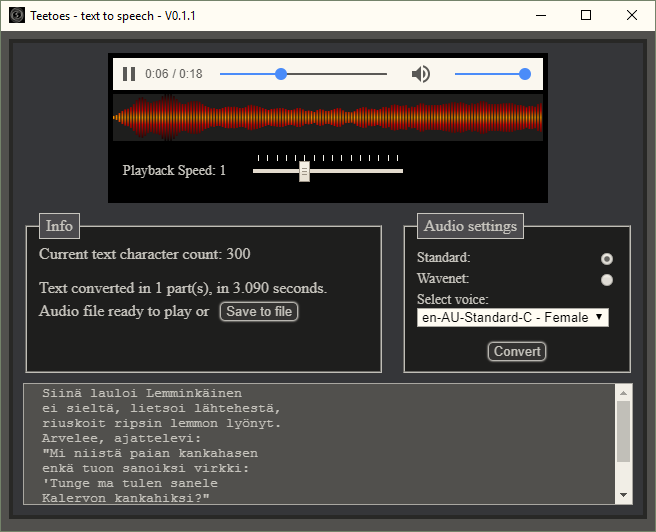 Teetoes - text to speech - V0.1.1
0:06 / 0:18
Playback Speed: 1
Info
Current text character count: 300
Text converted in 1 part(s), in 3.090 seconds.
Audio file ready to play or Save to file
Audio settings
Standard:
Wavenet:
Select voice:
en-AU-Standard-C - Female
Convert
Siinä lauloi Lemminkäinen
ei sieltä, lietsoi lähtehestä,
riuskoit ripsin lemmon lyönyt.
Arvelee, ajattelevi:
"Mi niistä paian kankahasen
enkä tuon sanoiksi virkki:
'Tunge ma tulen sanele
Kalervon kankahiksi?"